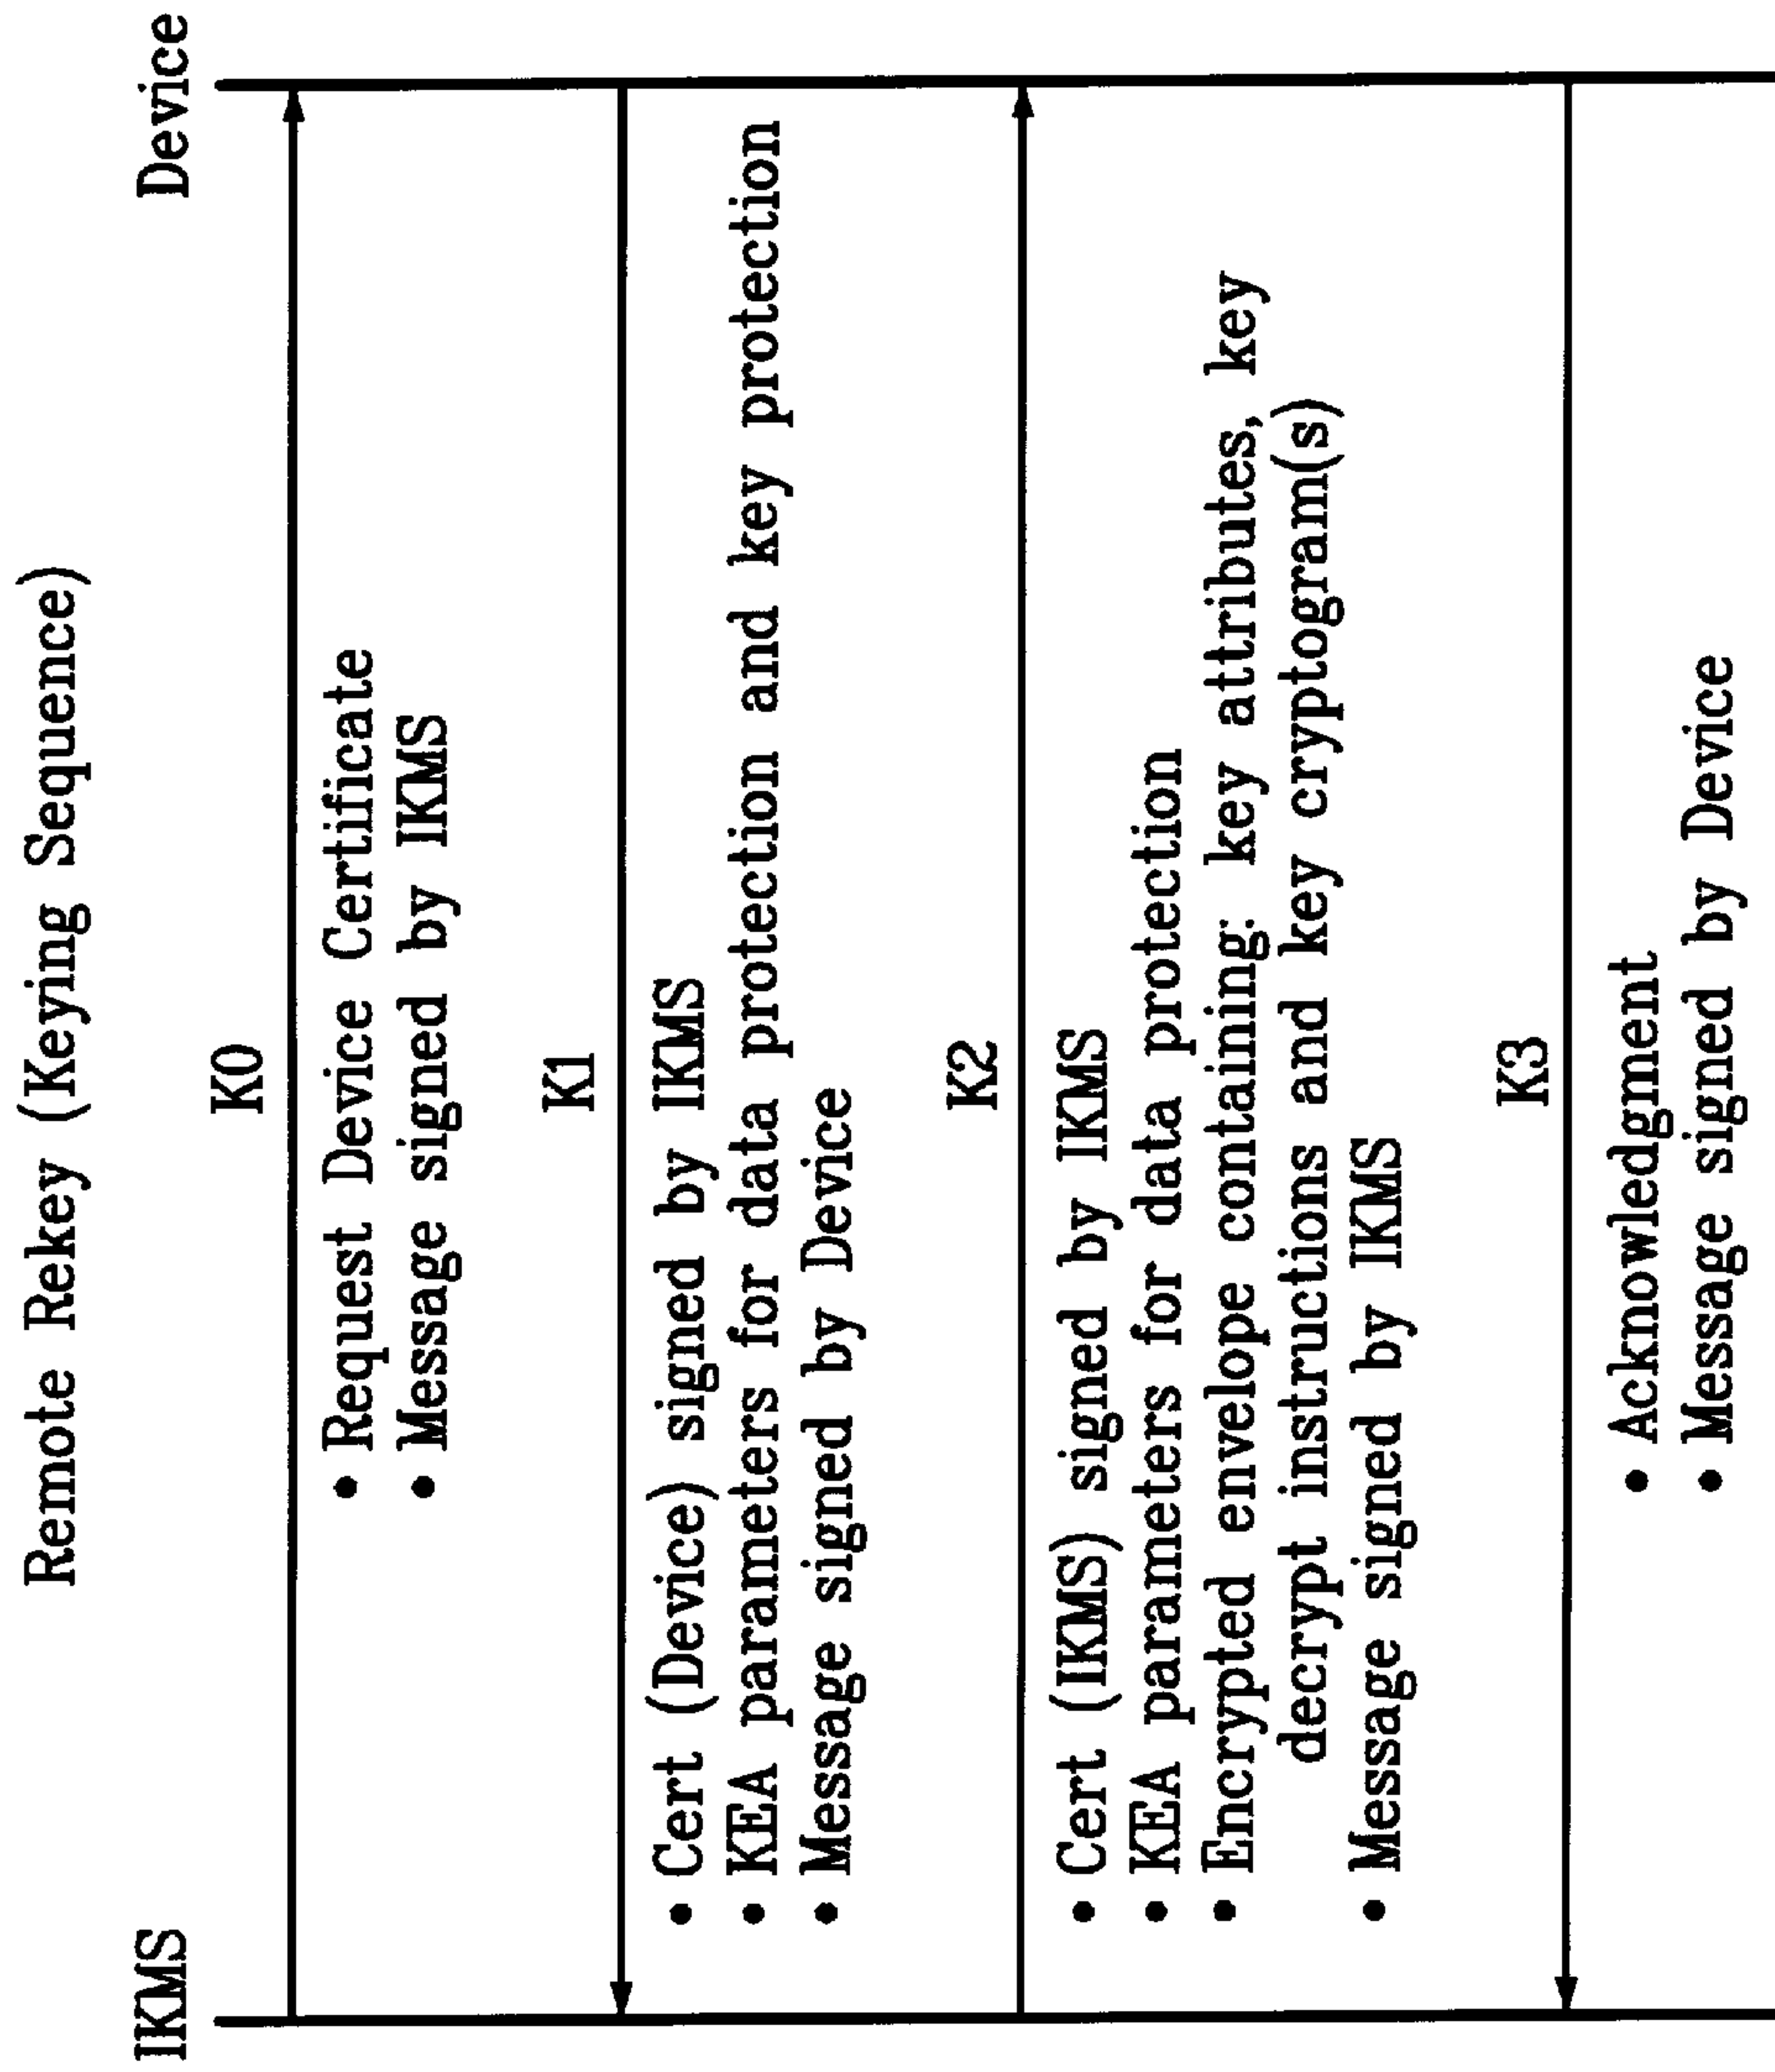 Remote Rekey (Keying Sequence)
IKMS
Device
K0
• Request Device Certificate
• Message signed by IKMS
K1
• Cert (Device) signed by IKMS
• KEA parameters for data protection and key protection
• Message signed by Device
K2
• Cert (IKMS) signed by IKMS
• KEA parameters for data protection
• Encrypted envelope containing: key attributes, key
decrypt instructions and key cryptogram(s)
• Message signed by IKMS
K3
• Acknowledgment
• Message signed by Device